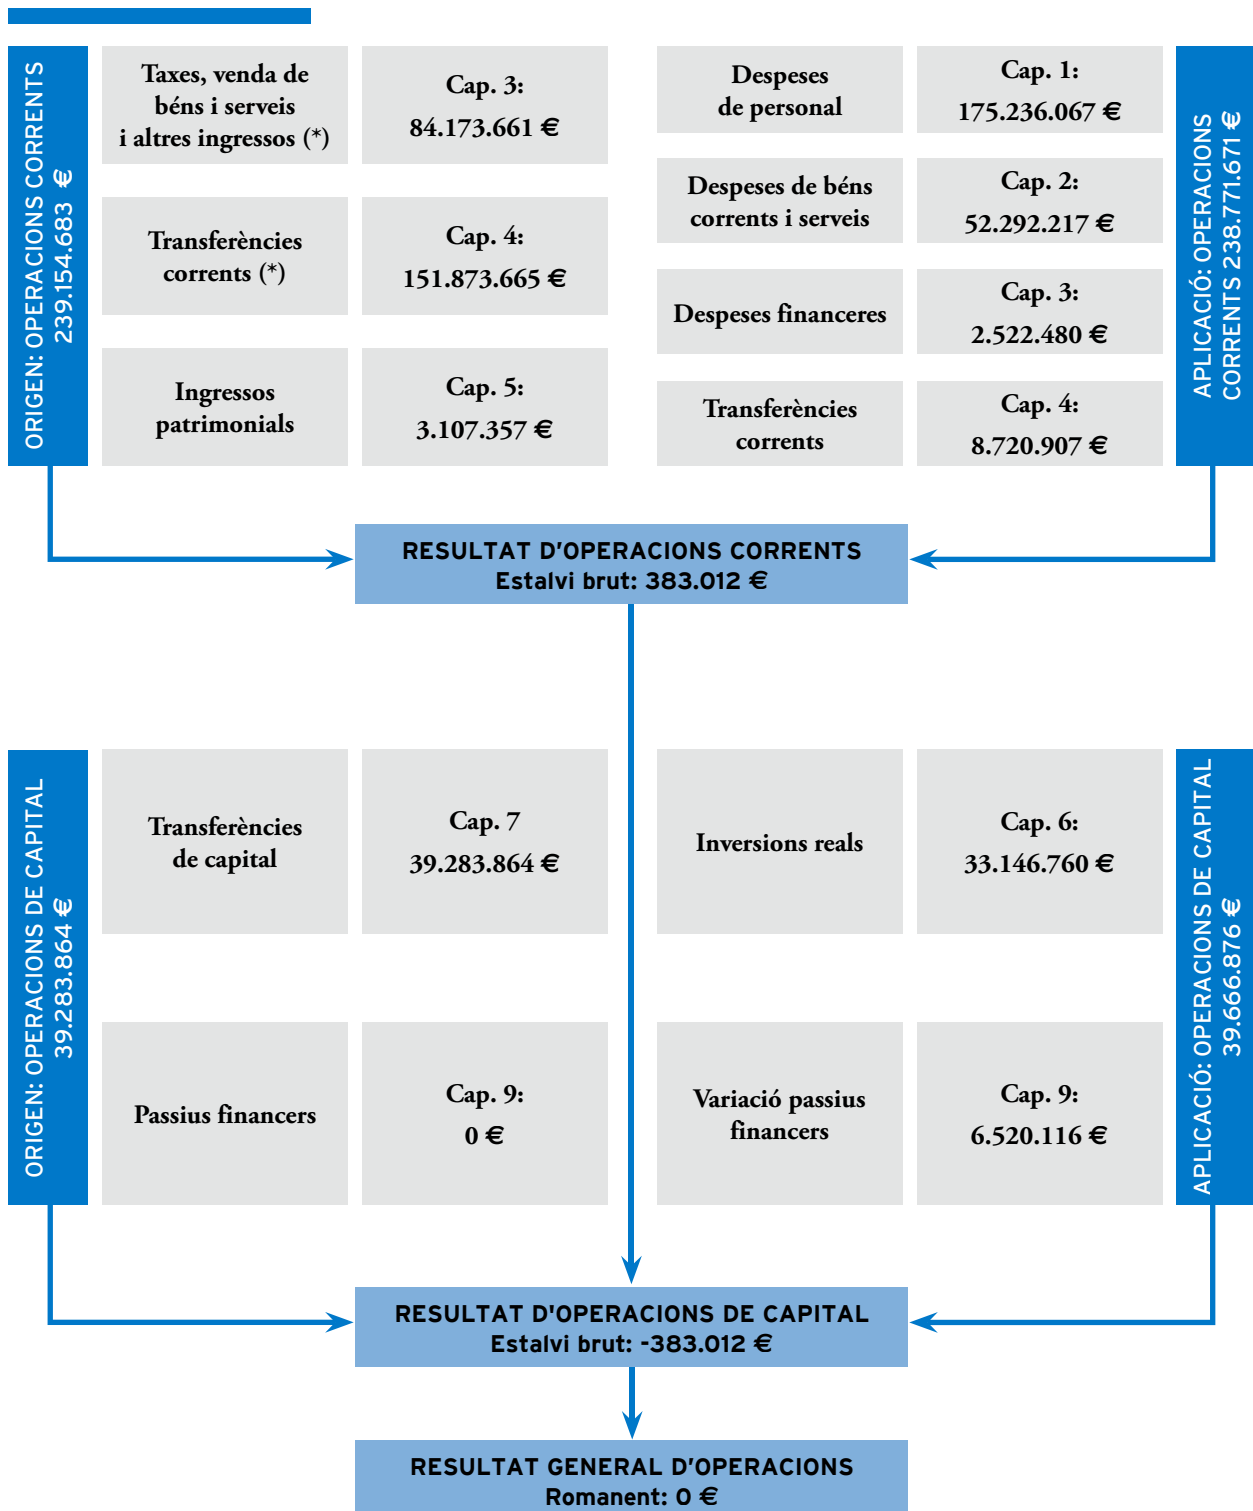 ORIGEN: OPERACIONS CORRENTS
239.154.683 €
Taxes, venda de
béns i serveis
i altres ingressos (*)
Cap. 3:
84.173.661 €
Transferències
corrents (*)
Cap. 4:
151.873.665 €
Ingressos
patrimonials
Cap. 5:
3.107.357 €
Despeses
de personal
Cap. 1:
175.236.067 €
Despeses de béns
corrents i serveis
Cap. 2:
52.292.217 €
Despeses financeres
Cap. 3:
2.522.480 €
Transferències
corrents
Cap. 4:
8.720.907 €
APLICACIÓ: OPERACIONS
CORRENTS 238.771.671 €
RESULTAT D’OPERACIONS CORRENTS
Estalvi brut: 383.012 €
ORIGEN: OPERACIONS DE CAPITAL
39.283.864 €
Transferències
de capital
Cap. 7
39.283.864 €
Passius financers
Cap. 9:
0 €
Inversions reals
Cap. 6:
33.146.760 €
Variació passius
financers
Cap. 9:
6.520.116 €
APLICACIÓ: OPERACIONS DE CAPITAL
39.666.876 €
RESULTAT D'OPERACIONS DE CAPITAL
Estalvi brut: -383.012 €
RESULTAT GENERAL D’OPERACIONS
Romanent: 0 €